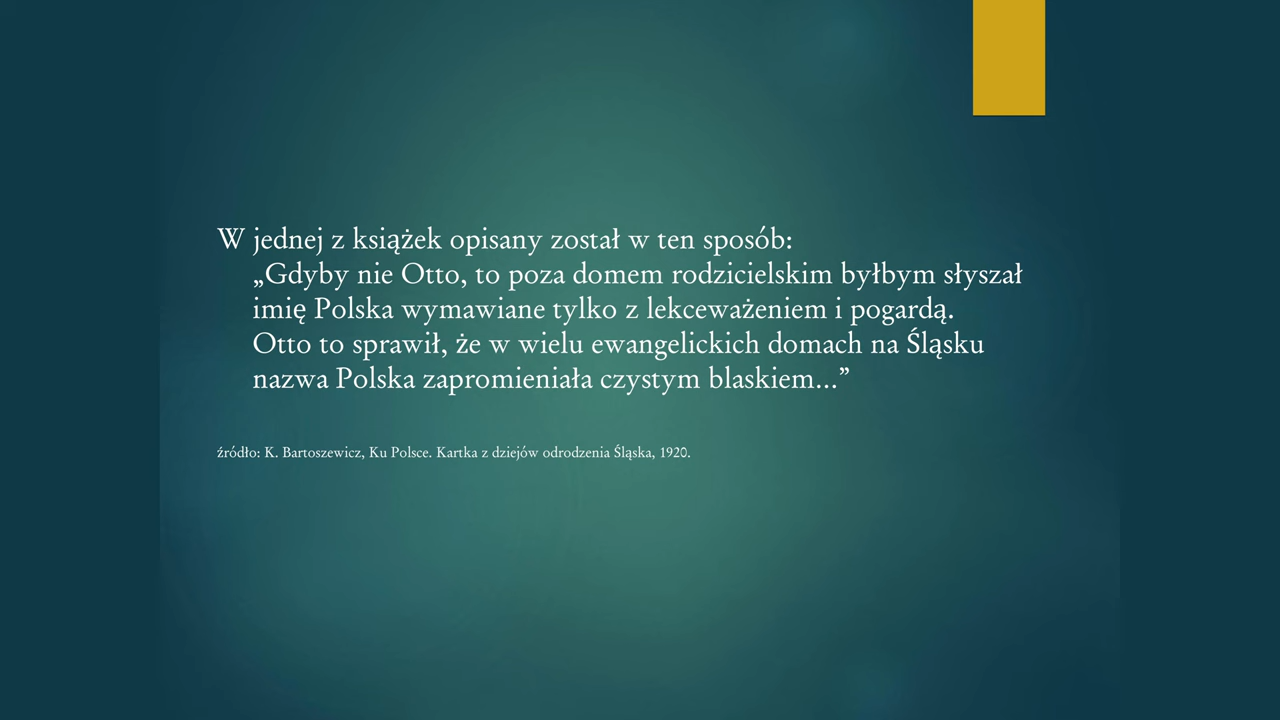 W jednej z książek opisany został w ten sposób:
„Gdyby nie Otto, to poza domem rodzicielskim byłbym słyszał
imię Polska wymawiane tylko z lekceważeniem i pogardą.
Otto to sprawił, że w wielu ewangelickich domach na Śląsku
nazwa Polska zapromieniała czystym blaskiem...”
źródło: K. Bartoszewicz, Ku Polsce. Kartka z dziejów odrodzenia Śląska, 1920.